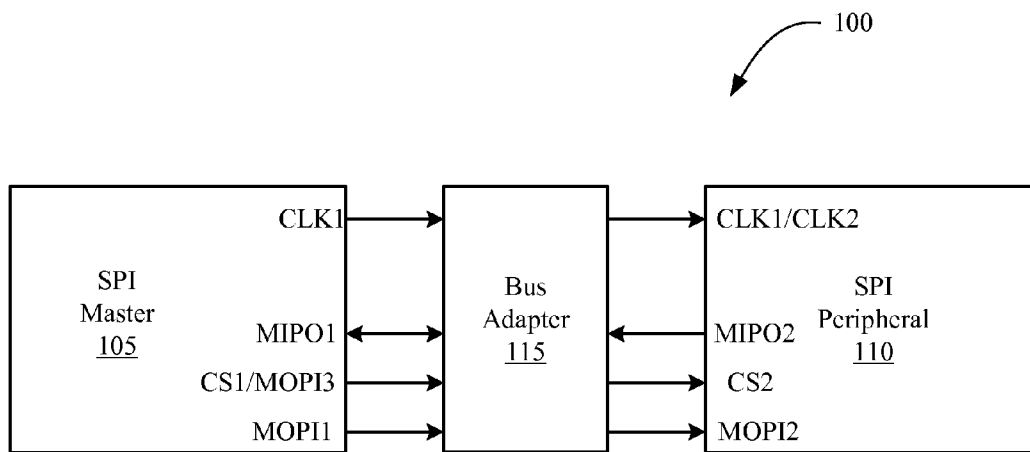 100
CLK1
CLK1/CLK2
SPI
Master
105
Bus
Adapter
115
SPI
Peripheral
110
MIPO1
MIPO2
CS1/MOPI3
CS2
MOPI1
MOPI2